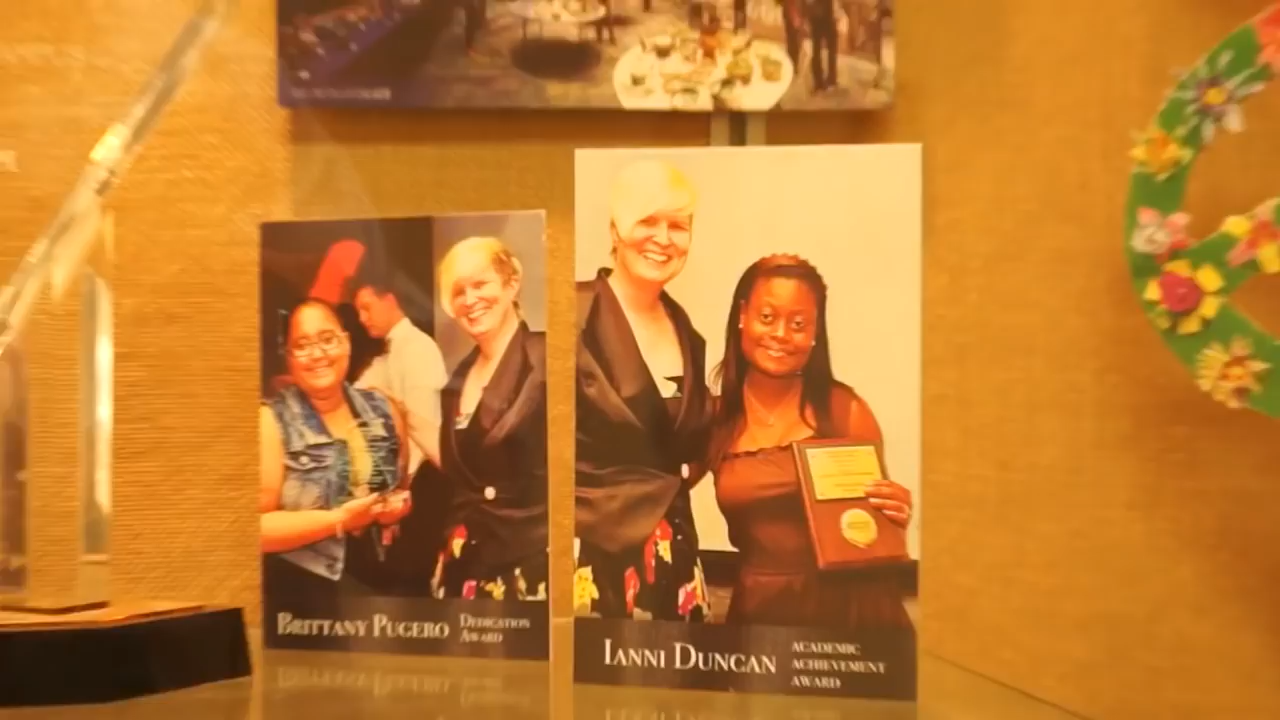 BRITTANY PUGERO
DEDICATION
AWARD
IANNI DUNCAN
ACADEMIC
ACHIEVEMENT
AWARD